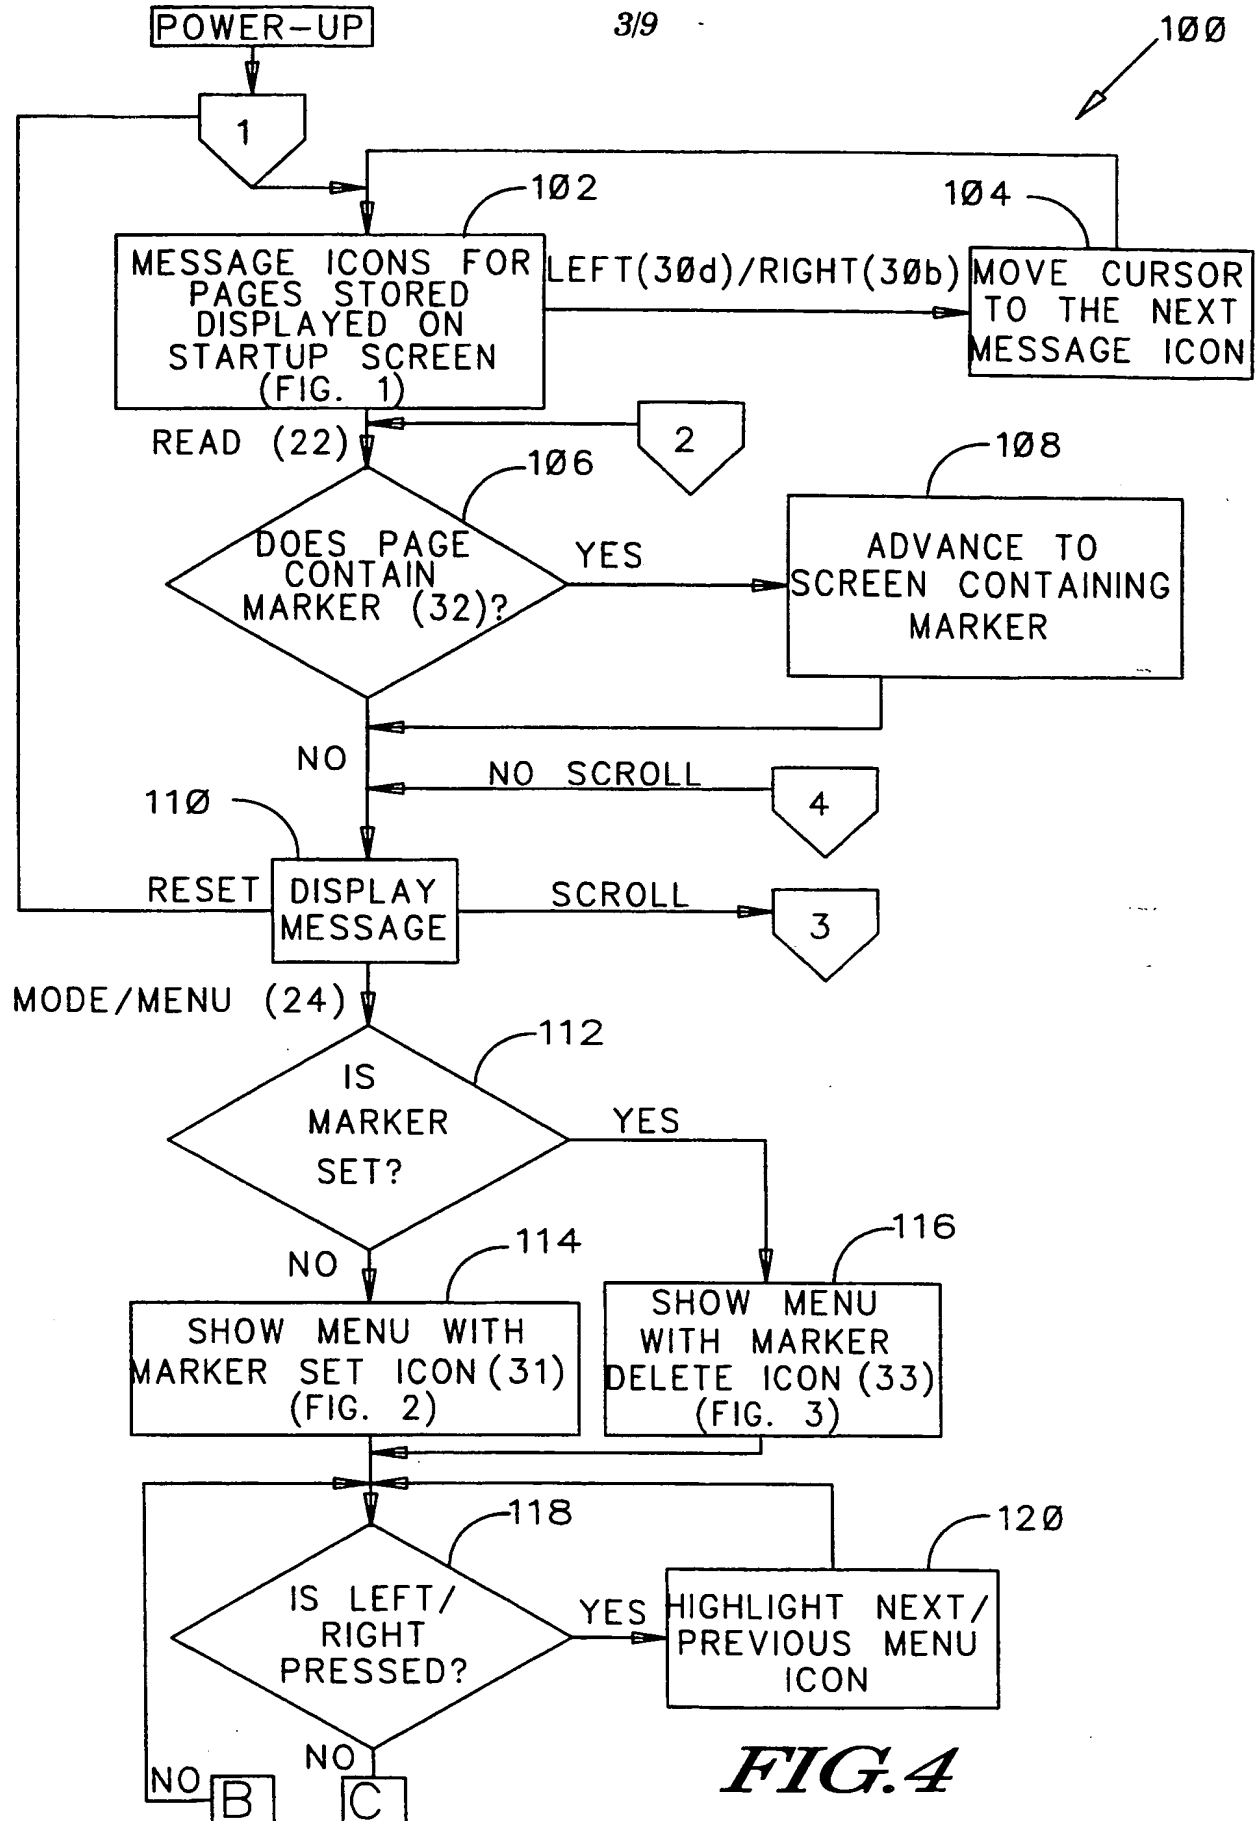 POWER-UP
3/9
100
1
102
104
MESSAGE ICONS FOR
PAGES STORED
DISPLAYED ON
STARTUP SCREEN
(FIG. 1)
LEFT(30d)/RIGHT(30b)
MOVE CURSOR
TO THE NEXT
MESSAGE ICON
READ (22)
2
106
108
DOES PAGE
CONTAIN
MARKER (32)?
YES
ADVANCE TO
SCREEN CONTAINING
MARKER
NO
NO SCROLL
4
110
RESET
DISPLAY
MESSAGE
SCROLL
3
MODE/MENU (24)
112
IS
MARKER
SET?
YES
NO
114
116
SHOW MENU WITH
MARKER SET ICON (31)
(FIG. 2)
SHOW MENU
WITH MARKER
DELETE ICON (33)
(FIG. 3)
118
120
IS LEFT/
RIGHT
PRESSED?
YES
HIGHLIGHT NEXT/
PREVIOUS MENU
ICON
NO
NO
B
C
FIG.4